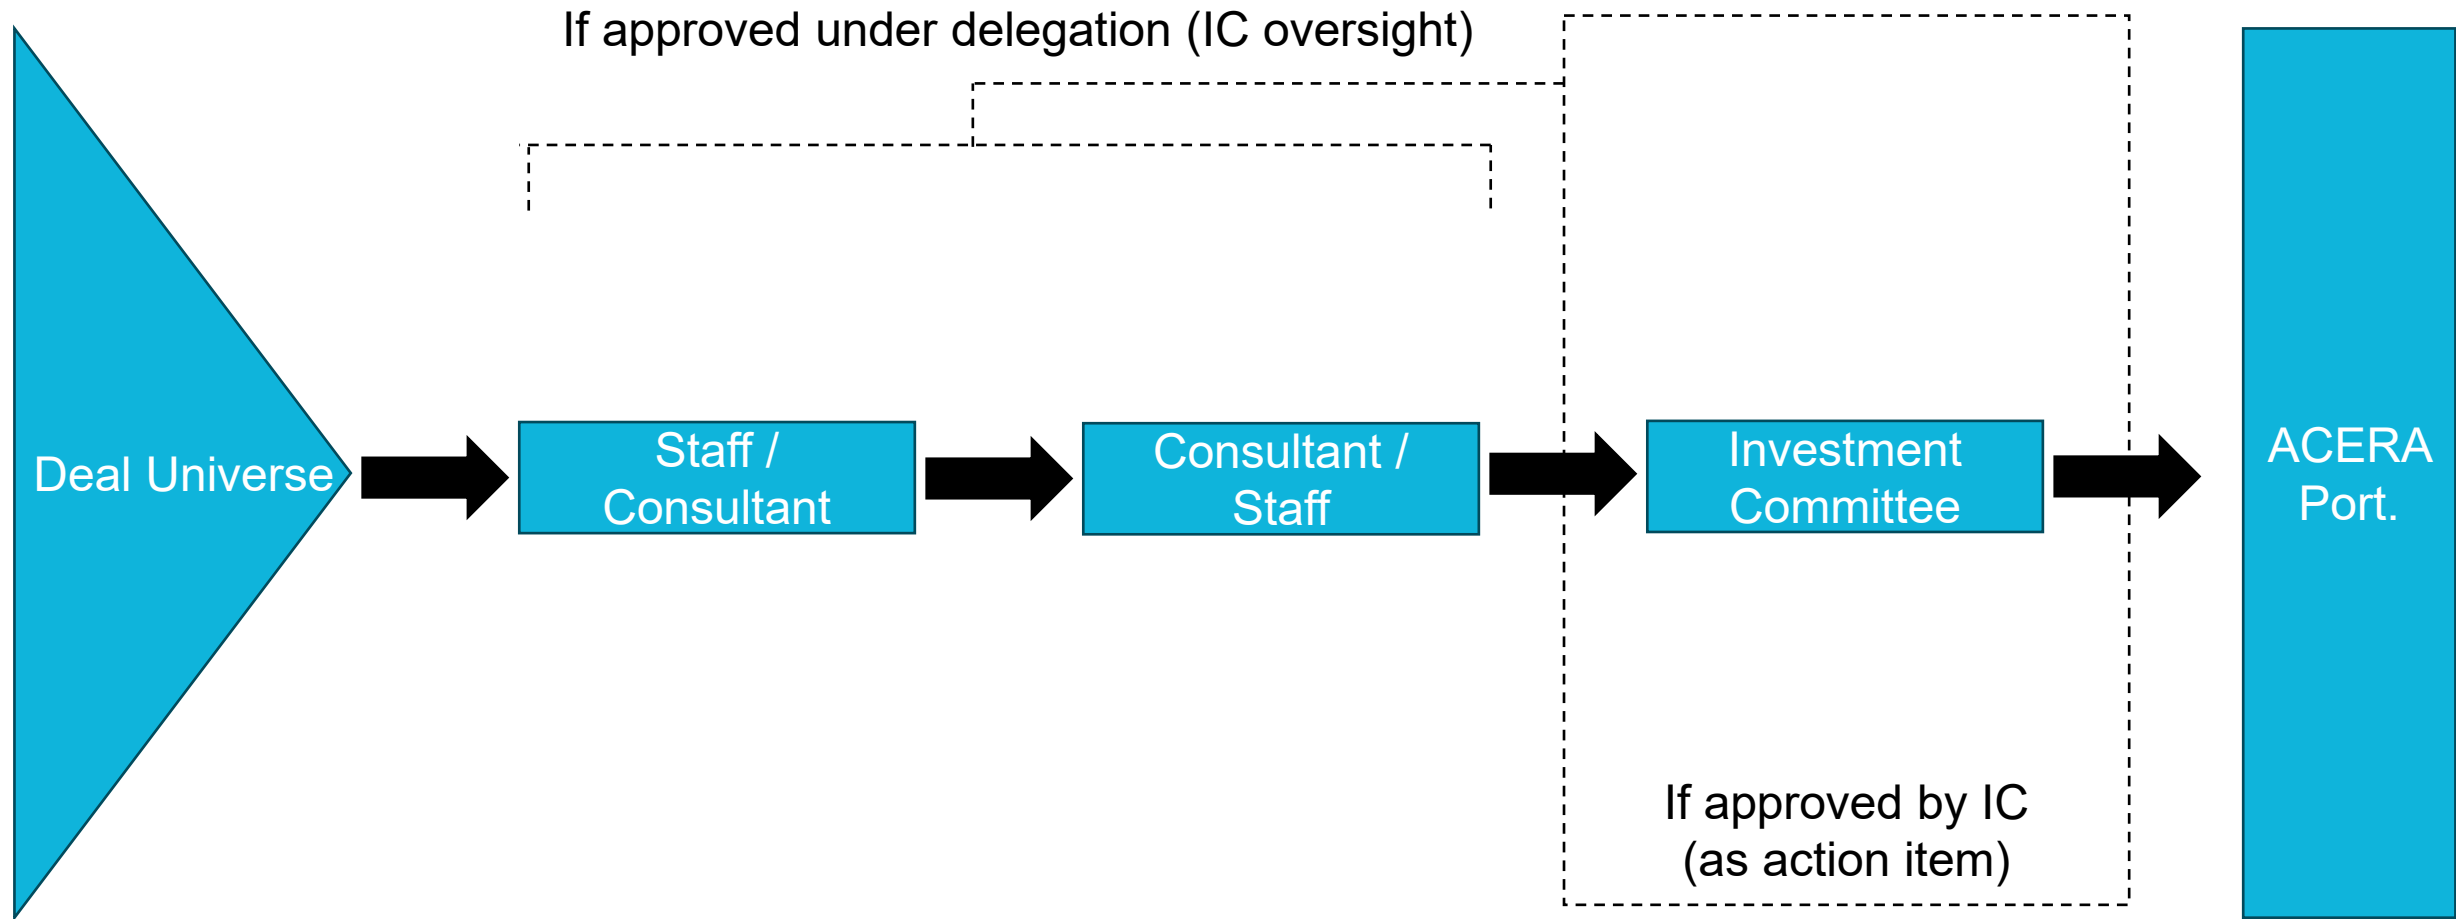 If approved under delegation (IC oversight)
Deal Universe
Staff /
Consultant
Consultant /
Staff
Investment
Committee
ACERA
Port.
If approved by IC
(as action item)